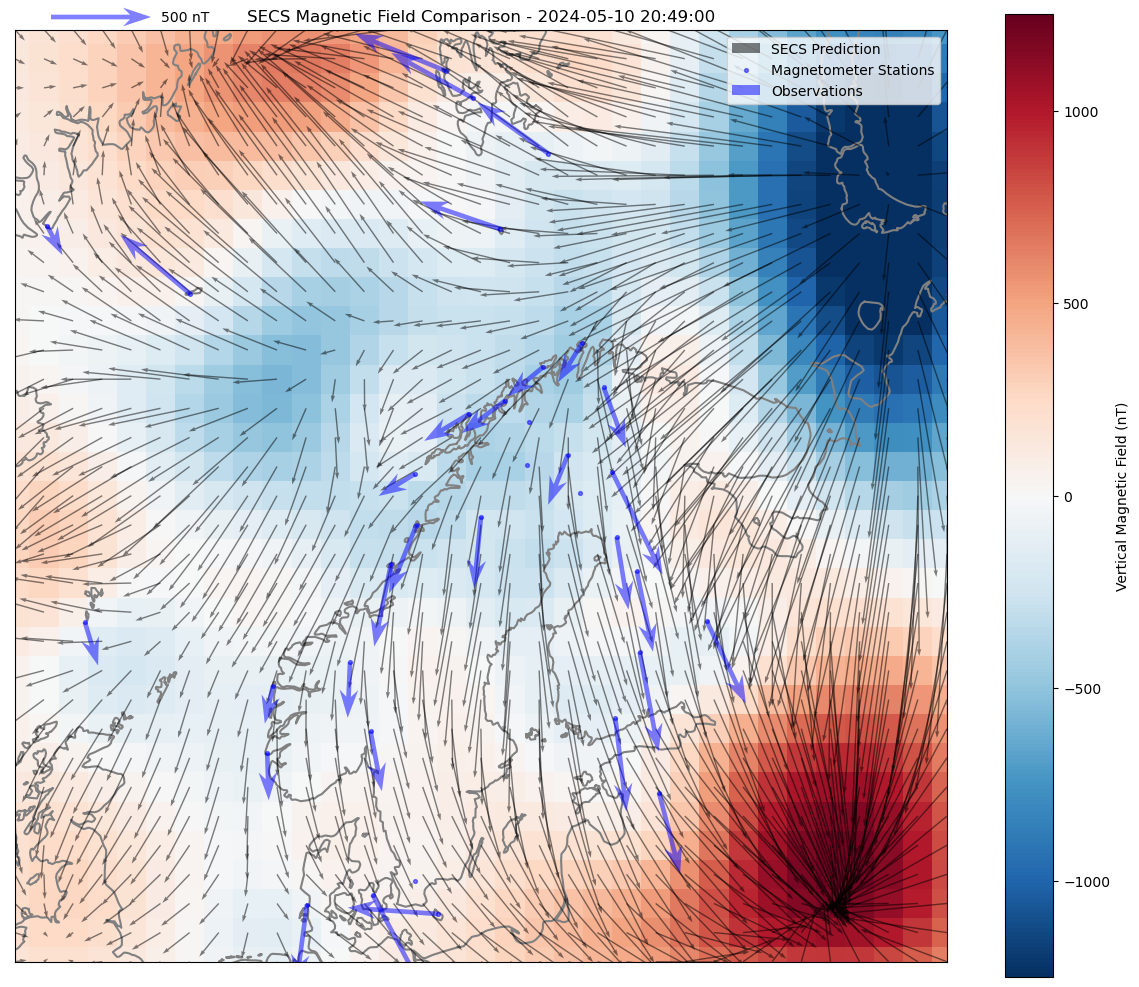 500 nT
SECS Magnetic Field Comparison - 2024-05-10 20:49:00
SECS Prediction
Magnetometer Stations
Observations
1000
500
0
−500
−1000
Vertical Magnetic Field (nT)